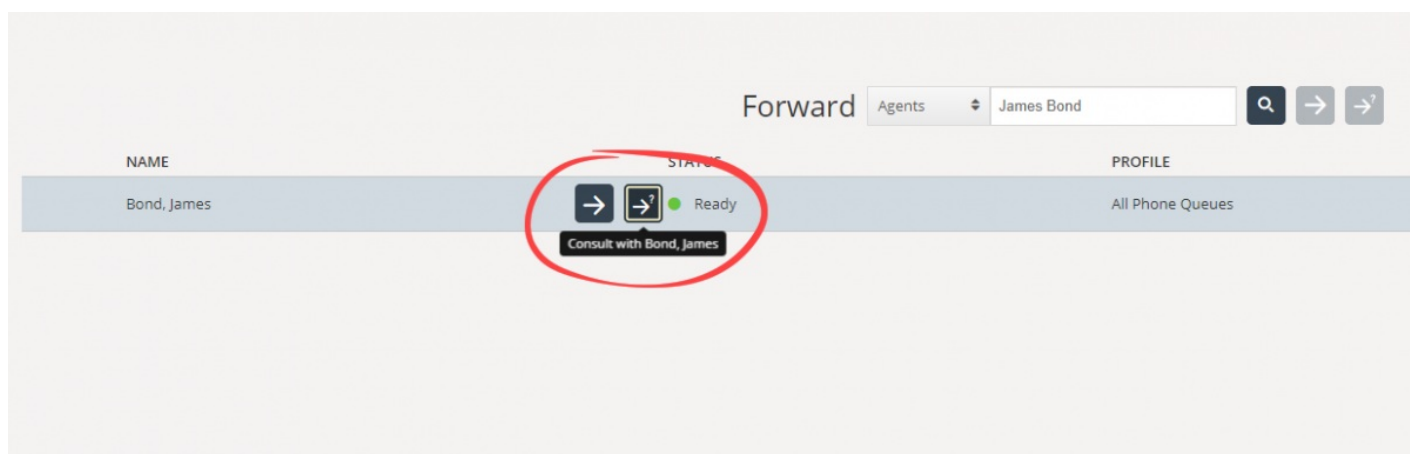 Forward Agents James Bond
NAME STATUS PROFILE
Bond, James Ready All Phone Queues
Consult with Bond, James